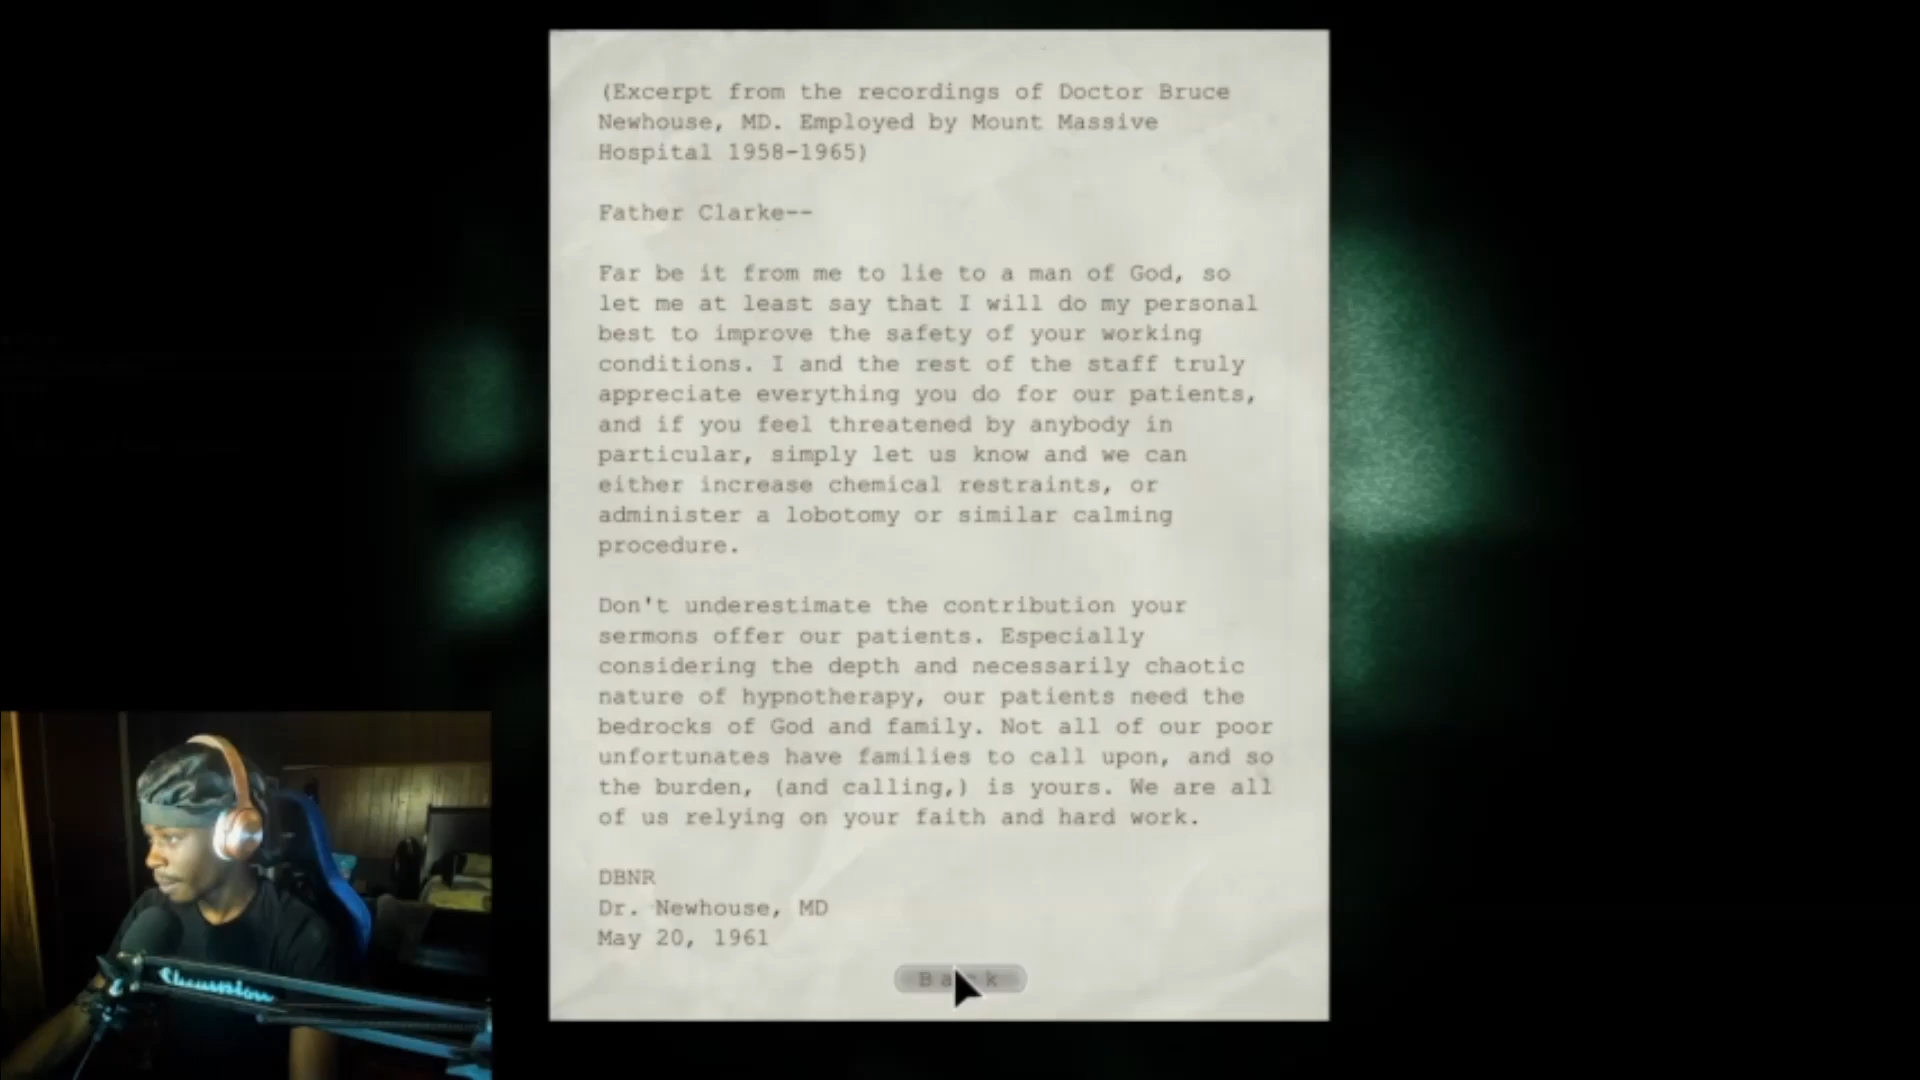 (Excerpt from the recordings of Doctor Bruce
Newhouse, MD. Employed by Mount Massive
Hospital 1958-1965)
Father Clarke--
Far be it from me to lie to a man of God, so
let me at least say that I will do my personal
best to improve the safety of your working
conditions. I and the rest of the staff truly
appreciate everything you do for our patients,
and if you feel threatened by anybody in
particular, simply let us know and we can
either increase chemical restraints, or
administer a lobotomy or similar calming
procedure.
Don't underestimate the contribution your
sermons offer our patients. Especially
considering the depth and necessarily chaotic
nature of hypnotherapy, our patients need the
bedrocks of God and family. Not all of our poor
unfortunates have families to call upon, and so
the burden, (and calling,) is yours. We are all
of us relying on your faith and hard work.
DBNR
Dr. Newhouse, MD
May 20, 1961
Back
Champion